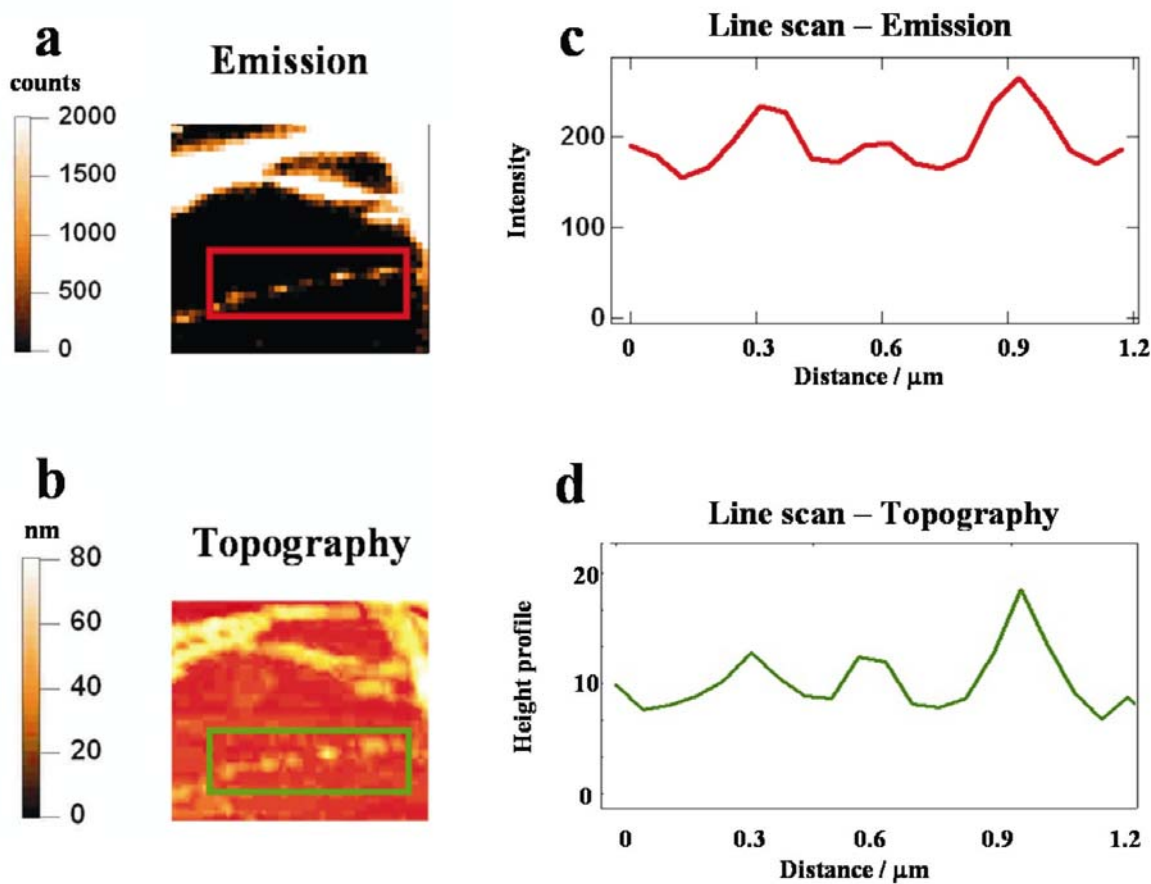 a
Emission
counts
2000
1500
1000
500
0
c
Line scan – Emission
Intensity
200
100
0
0 0.3 0.6 0.9 1.2
Distance / μm
b
Topography
nm
80
60
40
20
0
d
Line scan – Topography
Height profile
20
10
0
0 0.3 0.6 0.9 1.2
Distance / μm